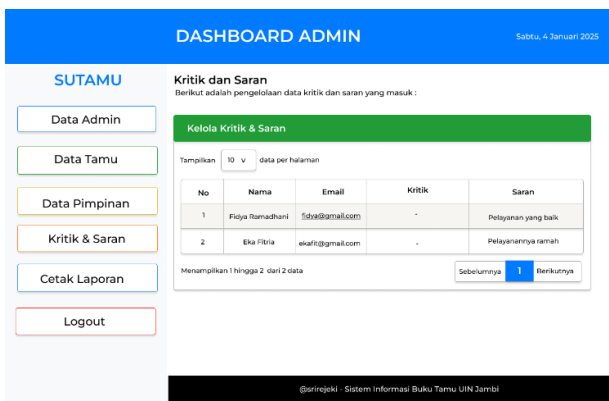 DASHBOARD ADMIN
Sabtu, 4 Januari 2025
SUTAMU
Data Admin
Data Tamu
Data Pimpinan
Kritik & Saran
Cetak Laporan
Logout
Kritik dan Saran
Berikut adalah pengelolaan data kritik dan saran yang masuk :
Kelola Kritik & Saran
Tampilkan 10 v data per halaman
No Nama Email Kritik Saran
1 Fidya Ramadhani fidya@gmail.com - Pelayanan yang baik
2 Eka Fitria ekafit@gmail.com - Pelayanannya ramah
Menampilkan 1 hingga 2 dari 2 data
Sebelumnya 1 Berikutnya
@srirejeki - Sistem Informasi Buku Tamu UIN Jambi